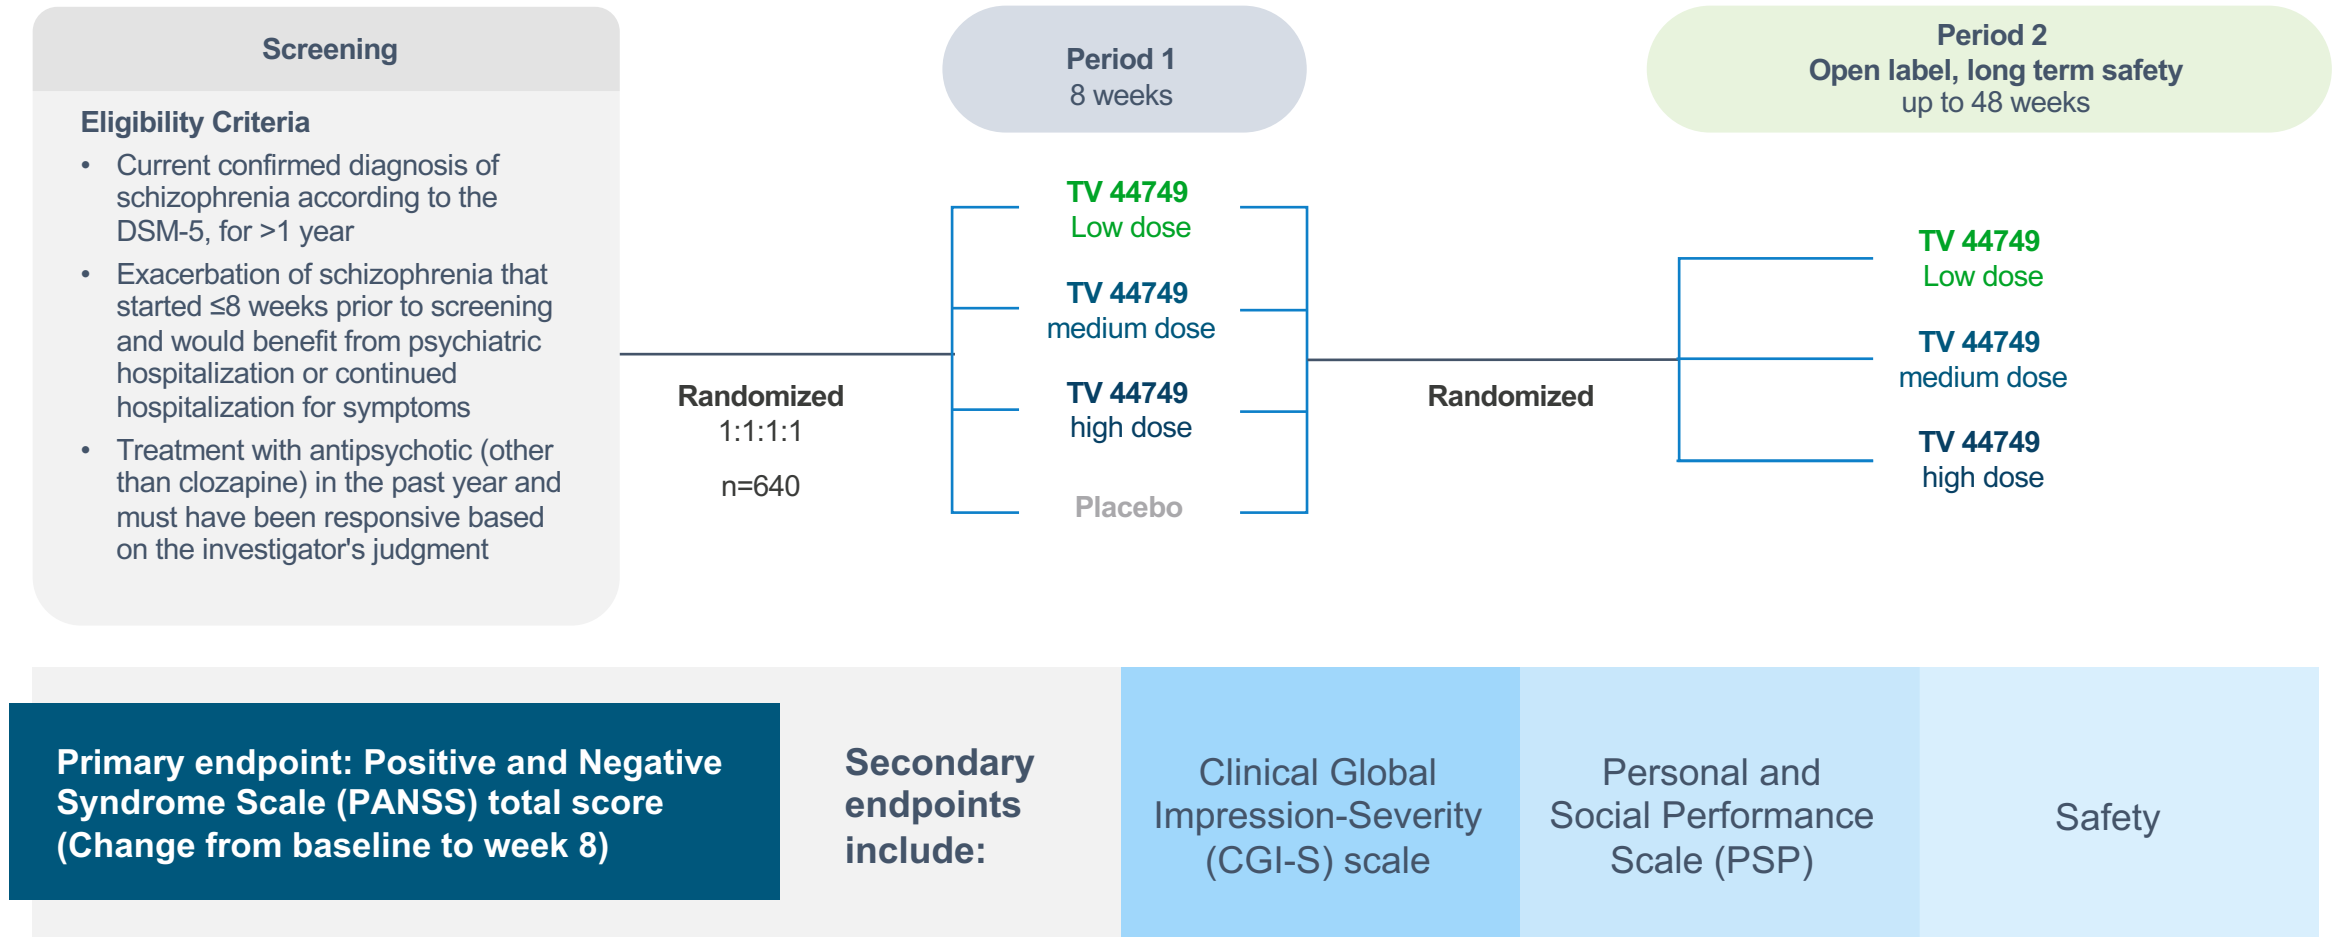 Screening
Eligibility Criteria
• Current confirmed diagnosis of
schizophrenia according to the
DSM-5, for >1 year
• Exacerbation of schizophrenia that
started ≤8 weeks prior to screening
and would benefit from psychiatric
hospitalization or continued
hospitalization for symptoms
• Treatment with antipsychotic (other
than clozapine) in the past year and
must have been responsive based
on the investigator's judgment
Randomized
1:1:1:1
n=640
Period 1
8 weeks
TV 44749
Low dose
TV 44749
medium dose
TV 44749
high dose
Placebo
Randomized
Period 2
Open label, long term safety
up to 48 weeks
TV 44749
Low dose
TV 44749
medium dose
TV 44749
high dose
Primary endpoint: Positive and Negative
Syndrome Scale (PANSS) total score
(Change from baseline to week 8)
Secondary
endpoints
include:
Clinical Global
Impression-Severity
(CGI-S) scale
Personal and
Social Performance
Scale (PSP)
Safety